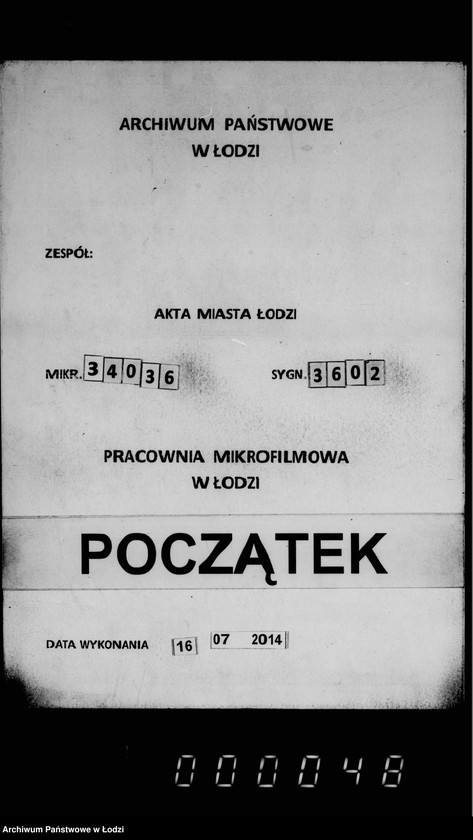 ARCHIWUM PAŃSTWOWE
W ŁODZI
ZESPÓŁ:
AKTA MIASTA ŁODZI
MIKR. 34036 SYGN. 3602
PRACOWNIA MIKROFILMOWA
W ŁODZI
POCZĄTEK
DATA WYKONANIA 16 07 2014
000048
Archiwum Państwowe w Łodzi